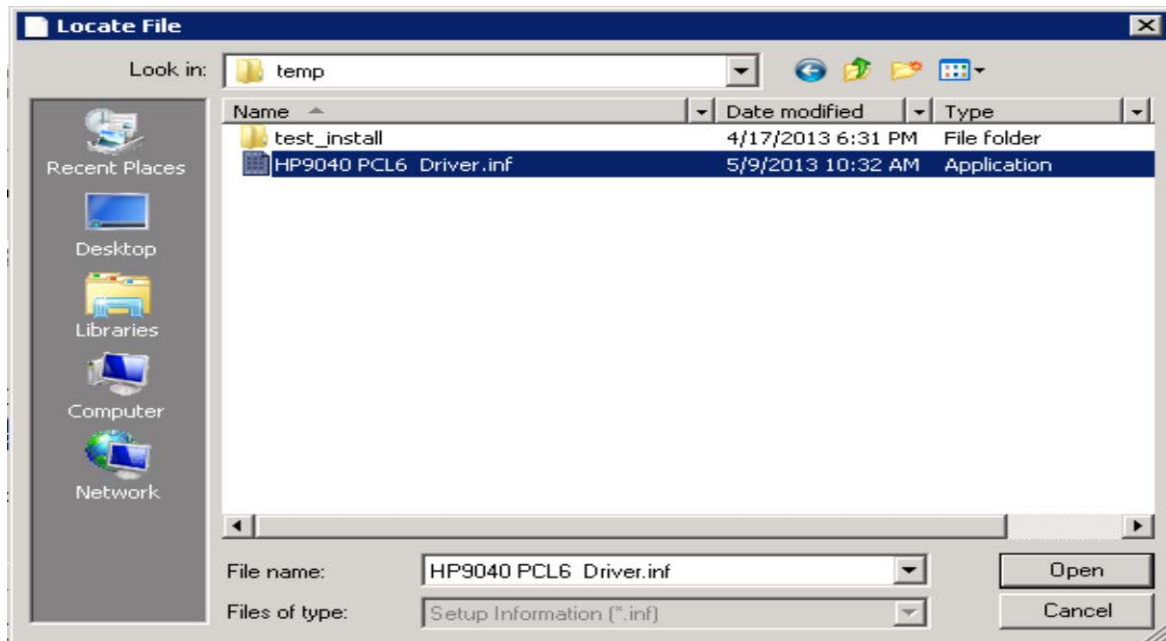 Locate File
Look in: temp
Name Date modified Type
test_install 4/17/2013 6:31 PM File folder
HP9040 PCL6 Driver.inf 5/9/2013 10:32 AM Application
Recent Places
Desktop
Libraries
Computer
Network
File name: HP9040 PCL6 Driver.inf Open
Files of type: Setup Information (*.inf) Cancel